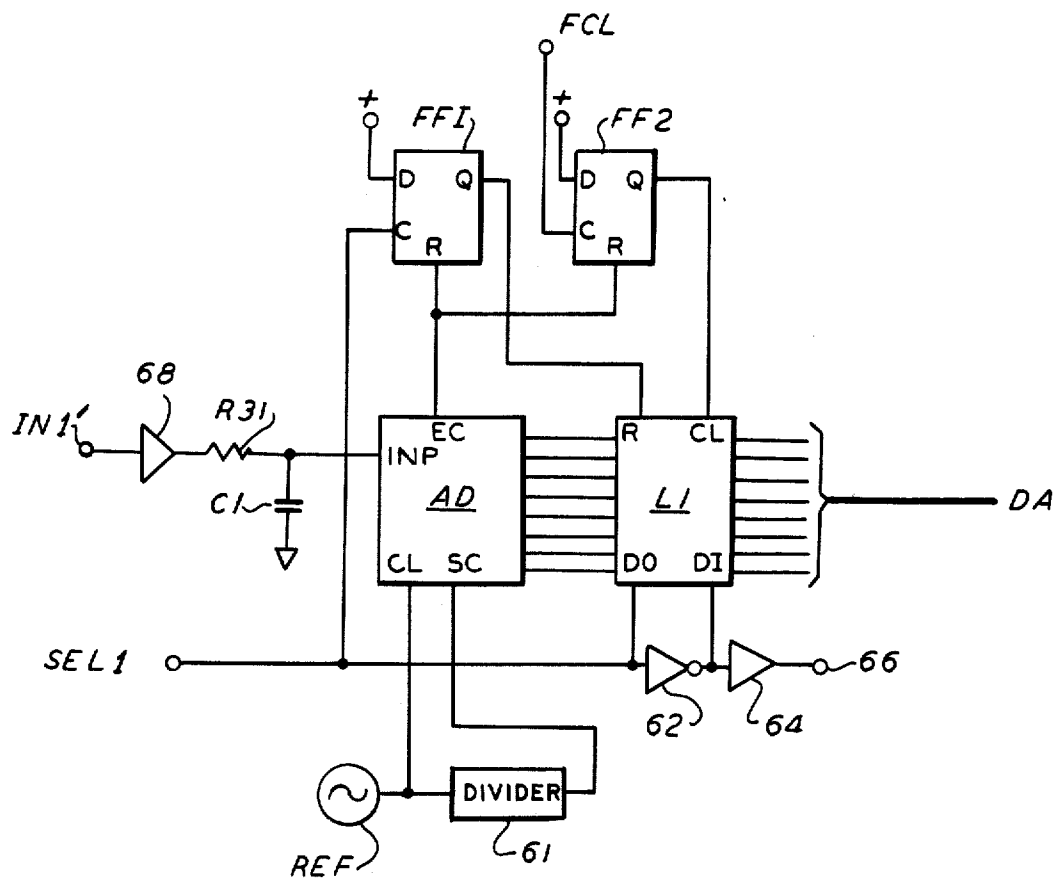 FCL
+
+
FF1
FF2
D Q
D Q
C
C
R
R
68
IN1'
R31
EC
R CL
INP
C1
AD
L1
DA
CL SC
DO DI
SEL1
66
62
64
DIVIDER
61
REF